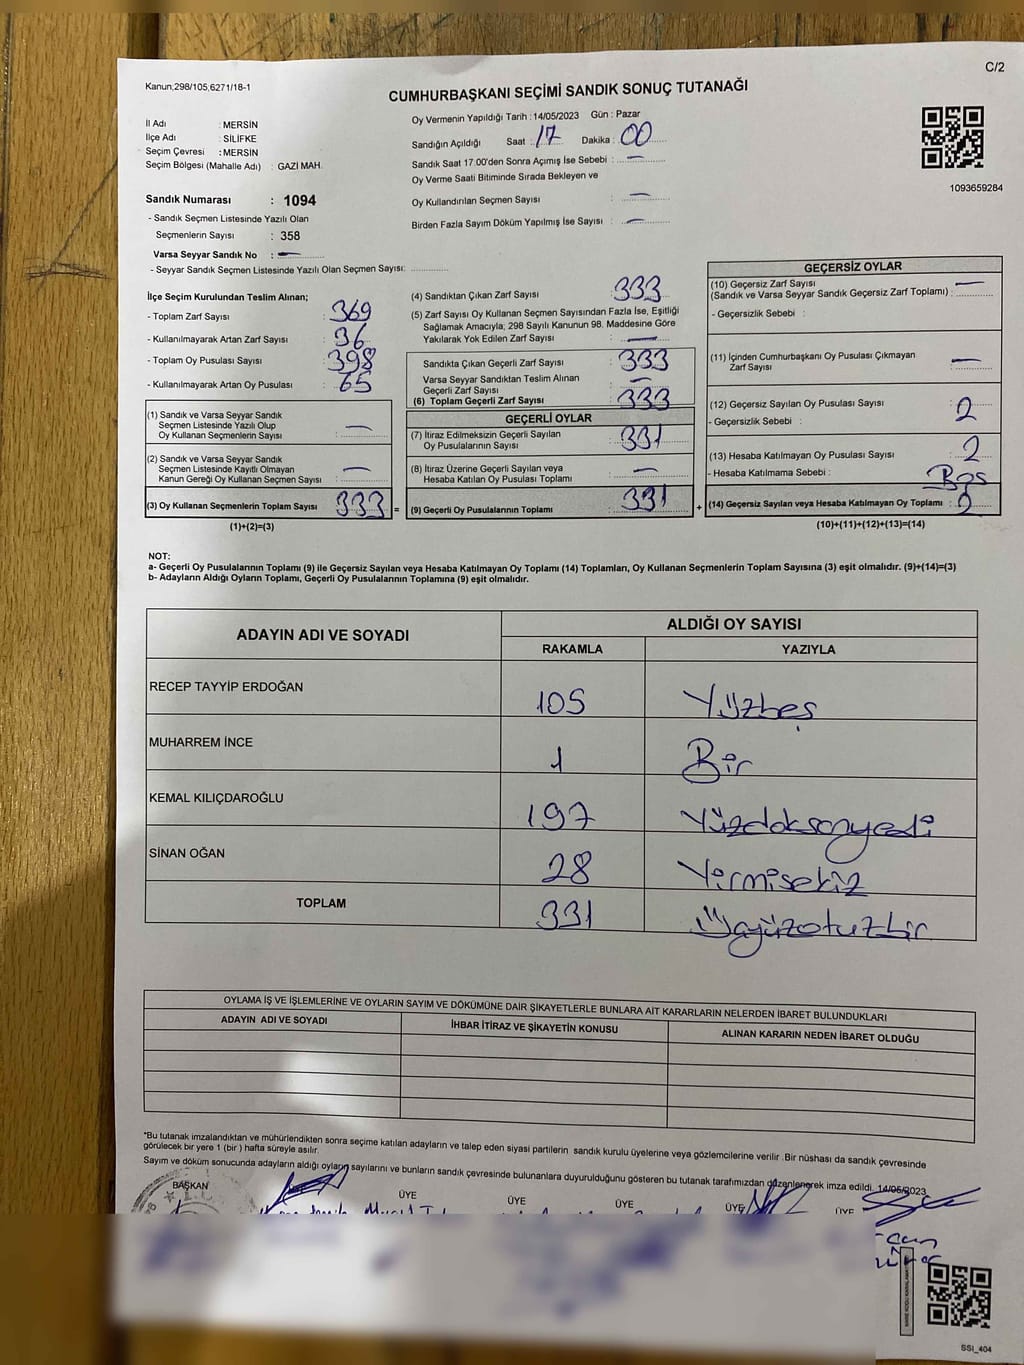 C/2
Kanun;298/105;6271/18-1
CUMHURBAŞKANI SEÇİMİ SANDIK SONUÇ TUTANAĞI
İl Adı : MERSİN
İlçe Adı : SİLİFKE
Seçim Çevresi : MERSİN
Seçim Bölgesi (Mahalle Adı) : GAZİ MAH.
Sandık Numarası : 1094
- Sandık Seçmen Listesinde Yazılı Olan
Seçmenlerin Sayısı : 358
Varsa Seyyar Sandık No : —
- Seyyar Sandık Seçmen Listesinde Yazılı Olan Seçmen Sayısı:
Oy Vermenin Yapıldığı Tarih : 14/05/2023 Gün : Pazar
Sandığın Açıldığı Saat : 17 Dakika : 00
Sandık Saat 17:00'den Sonra Açımış İse Sebebi : —
Oy Verme Saati Bitiminde Sırada Bekleyen ve
Oy Kullandırılan Seçmen Sayısı : —
Birden Fazla Sayım Döküm Yapılmış İse Sayısı : —
1093659284
İlçe Seçim Kurulundan Teslim Alınan;
- Toplam Zarf Sayısı : 369
- Kullanılmayarak Artan Zarf Sayısı : 36
- Toplam Oy Pusulası Sayısı : 398
- Kullanılmayarak Artan Oy Pusulası : 65
(1) Sandık ve Varsa Seyyar Sandık
Seçmen Listesinde Yazılı Olup
Oy Kullanan Seçmenlerin Sayısı : —
(2) Sandık ve Varsa Seyyar Sandık
Seçmen Listesinde Kayıtlı Olmayan
Kanun Gereği Oy Kullanan Seçmen Sayısı : —
(3) Oy Kullanan Seçmenlerin Toplam Sayısı : 333 =
(1)+(2)=(3)
(4) Sandıktan Çıkan Zarf Sayısı : 333
(5) Zarf Sayısı Oy Kullanan Seçmen Sayısından Fazla İse, Eşitliği
Sağlamak Amacıyla; 298 Sayılı Kanunun 98. Maddesine Göre
Yakılarak Yok Edilen Zarf Sayısı : —
Sandıkta Çıkan Geçerli Zarf Sayısı : 333
Varsa Seyyar Sandıktan Teslim Alınan
Geçerli Zarf Sayısı : —
(6) Toplam Geçerli Zarf Sayısı : 333
GEÇERLİ OYLAR
(7) İtiraz Edilmeksizin Geçerli Sayılan
Oy Pusulalarının Sayısı : 331
(8) İtiraz Üzerine Geçerli Sayılan veya
Hesaba Katılan Oy Pusulası Toplamı : —
(9) Geçerli Oy Pusulalarının Toplamı : 331 +
GEÇERSİZ OYLAR
(10) Geçersiz Zarf Sayısı
(Sandık ve Varsa Seyyar Sandık Geçersiz Zarf Toplamı) : —
- Geçersizlik Sebebi :
(11) İçinden Cumhurbaşkanı Oy Pusulası Çıkmayan
Zarf Sayısı : —
(12) Geçersiz Sayılan Oy Pusulası Sayısı : 2
- Geçersizlik Sebebi :
(13) Hesaba Katılmayan Oy Pusulası Sayısı : 2
- Hesaba Katılmama Sebebi : Boş
(14) Geçersiz Sayılan veya Hesaba Katılmayan Oy Toplamı : 2
(10)+(11)+(12)+(13)=(14)
NOT:
a- Geçerli Oy Pusulalarının Toplamı (9) ile Geçersiz Sayılan veya Hesaba Katılmayan Oy Toplamı (14) Toplamları, Oy Kullanan Seçmenlerin Toplam Sayısına (3) eşit olmalıdır. (9)+(14)=(3)
b- Adayların Aldığı Oyların Toplamı, Geçerli Oy Pusulalarının Toplamına (9) eşit olmalıdır.
ADAYIN ADI VE SOYADI
ALDIĞI OY SAYISI
RAKAMLA YAZIYLA
RECEP TAYYİP ERDOĞAN 105 Yüzbeş
MUHARREM İNCE 1 Bir
KEMAL KILIÇDAROĞLU 197 Yüzdoksanyedi
SİNAN OĞAN 28 Yirmisekiz
TOPLAM 331 Üçyüzotuzbir
OYLAMA İŞ VE İŞLEMLERİNE VE OYLARIN SAYIM VE DÖKÜMÜNE DAİR ŞİKAYETLERLE BUNLARA AİT KARARLARIN NELERDEN İBARET BULUNDUKLARI
ADAYIN ADI VE SOYADI İHBAR İTİRAZ VE ŞİKAYETİN KONUSU ALINAN KARARIN NEDEN İBARET OLDUĞU
*Bu tutanak imzalandıktan ve mühürlendikten sonra seçime katılan adayların ve talep eden siyasi partilerin sandık kurulu üyelerine veya gözlemcilerine verilir. Bir nüshası da sandık çevresinde
görülecek bir yere 1 (bir) hafta süreyle asılır.
Sayım ve döküm sonucunda adayların aldığı oyların sayılarını ve bunların sandık çevresinde bulunanlara duyurulduğunu gösteren bu tutanak tarafımızdan düzenlenerek imza edildi. 14/05/2023
BAŞKAN ÜYE ÜYE ÜYE ÜYE ÜYE
SSI_404